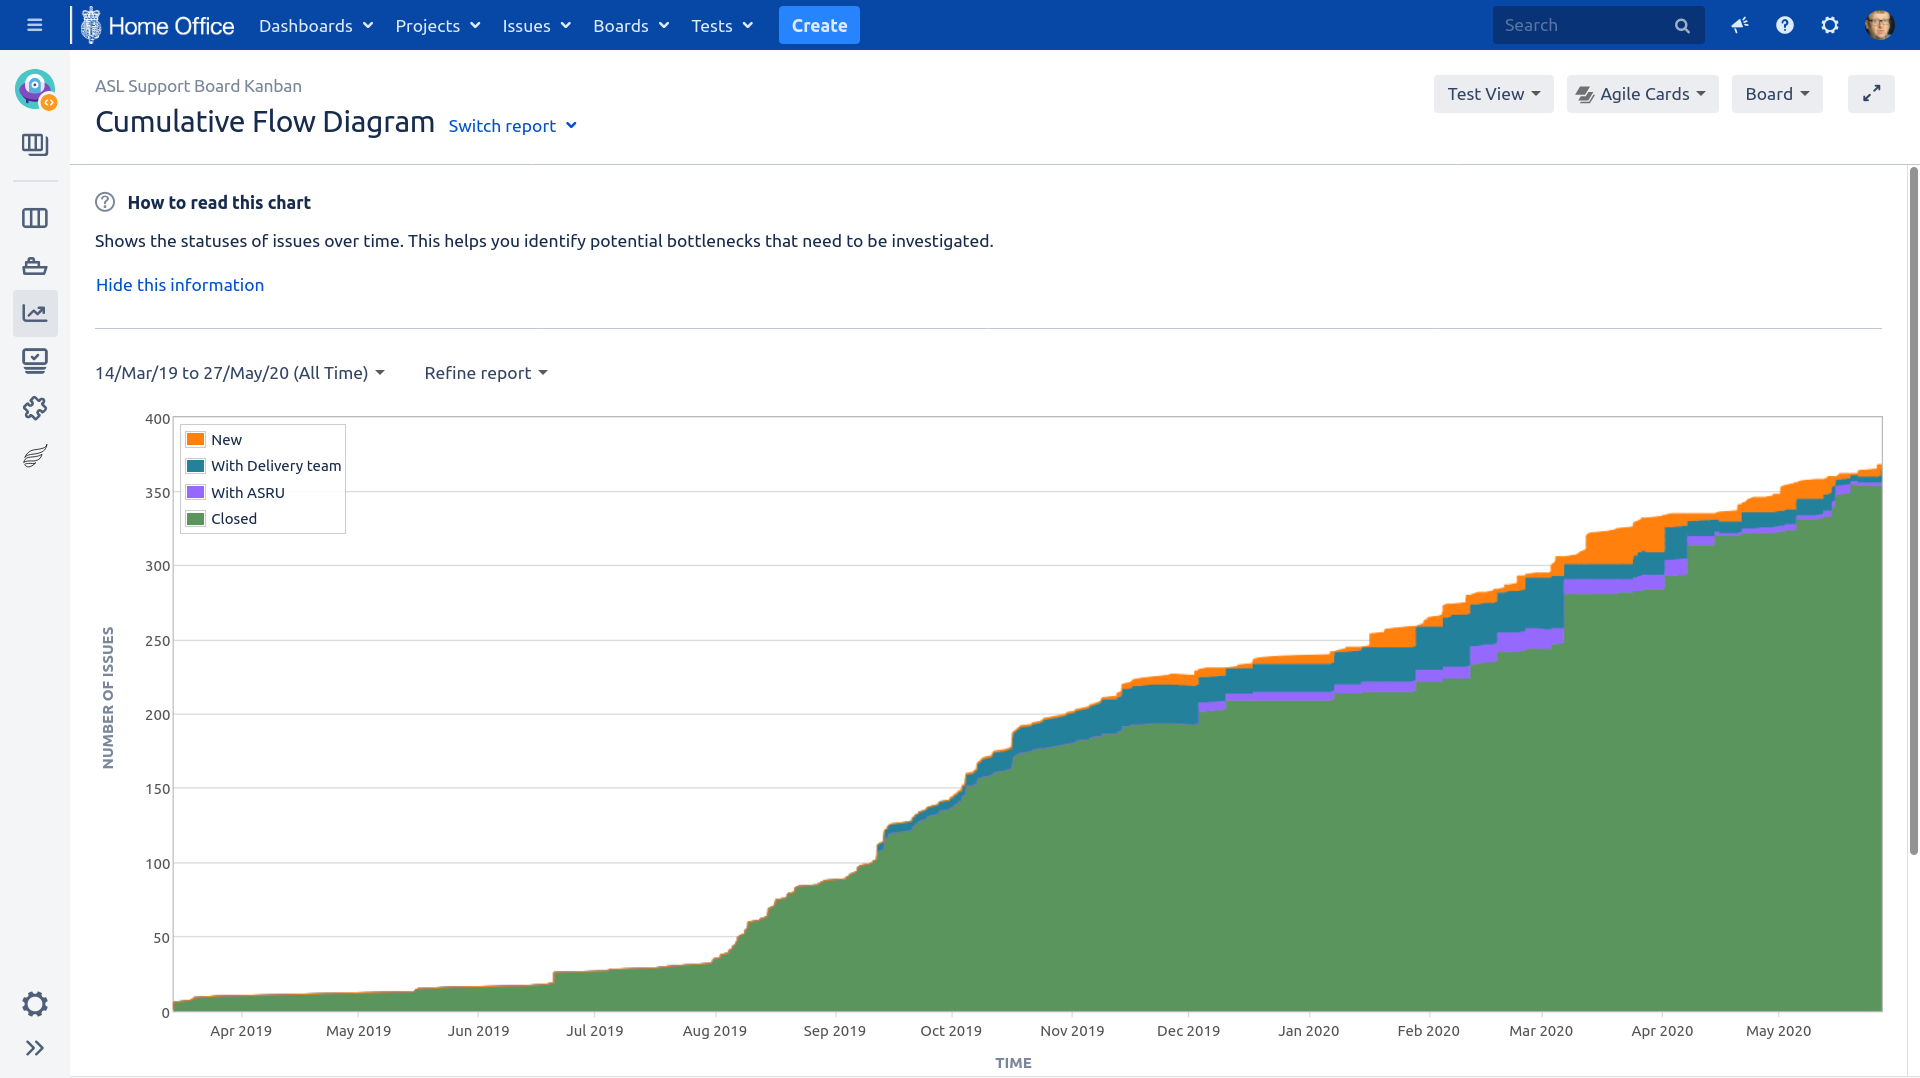 Home Office Dashboards Projects Issues Boards Tests Create Search
ASL Support Board Kanban
Cumulative Flow Diagram Switch report
Test View Agile Cards Board
How to read this chart
Shows the statuses of issues over time. This helps you identify potential bottlenecks that need to be investigated.
Hide this information
14/Mar/19 to 27/May/20 (All Time) Refine report
New
With Delivery team
With ASRU
Closed
400
350
300
250
200
150
100
50
0
NUMBER OF ISSUES
Apr 2019 May 2019 Jun 2019 Jul 2019 Aug 2019 Sep 2019 Oct 2019 Nov 2019 Dec 2019 Jan 2020 Feb 2020 Mar 2020 Apr 2020 May 2020
TIME